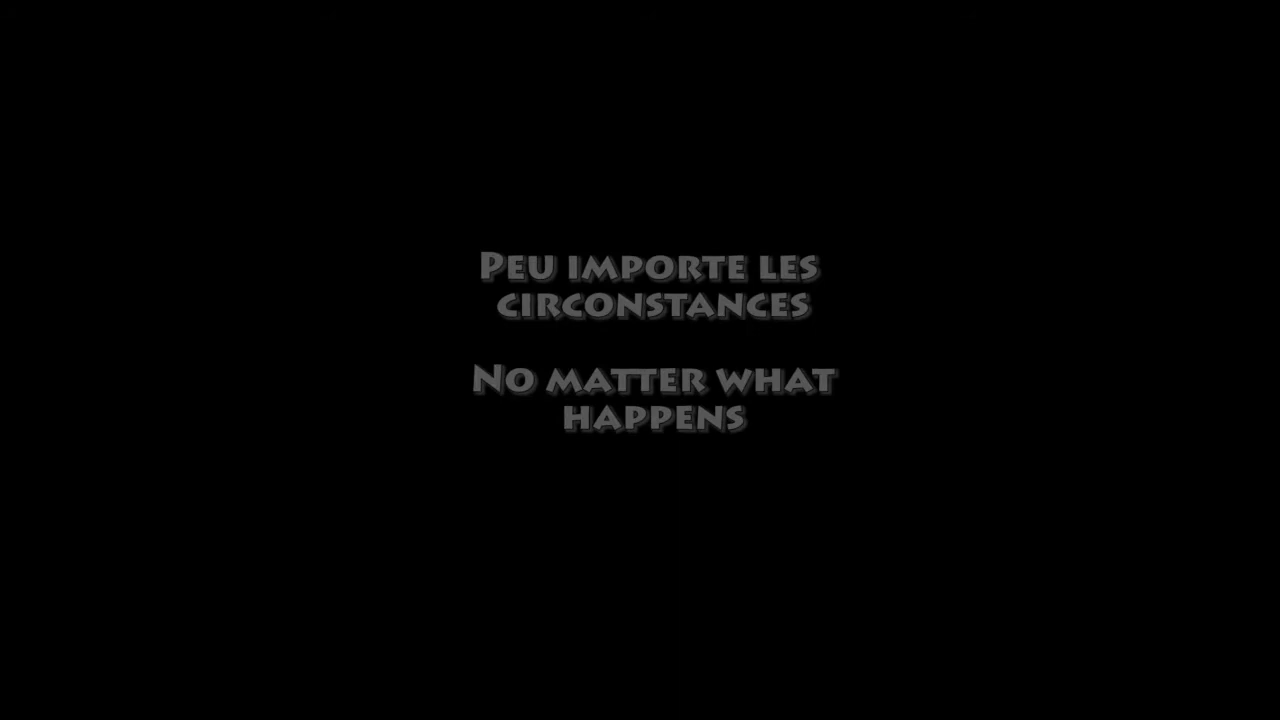 Peu importe les
circonstances
No matter what
happens